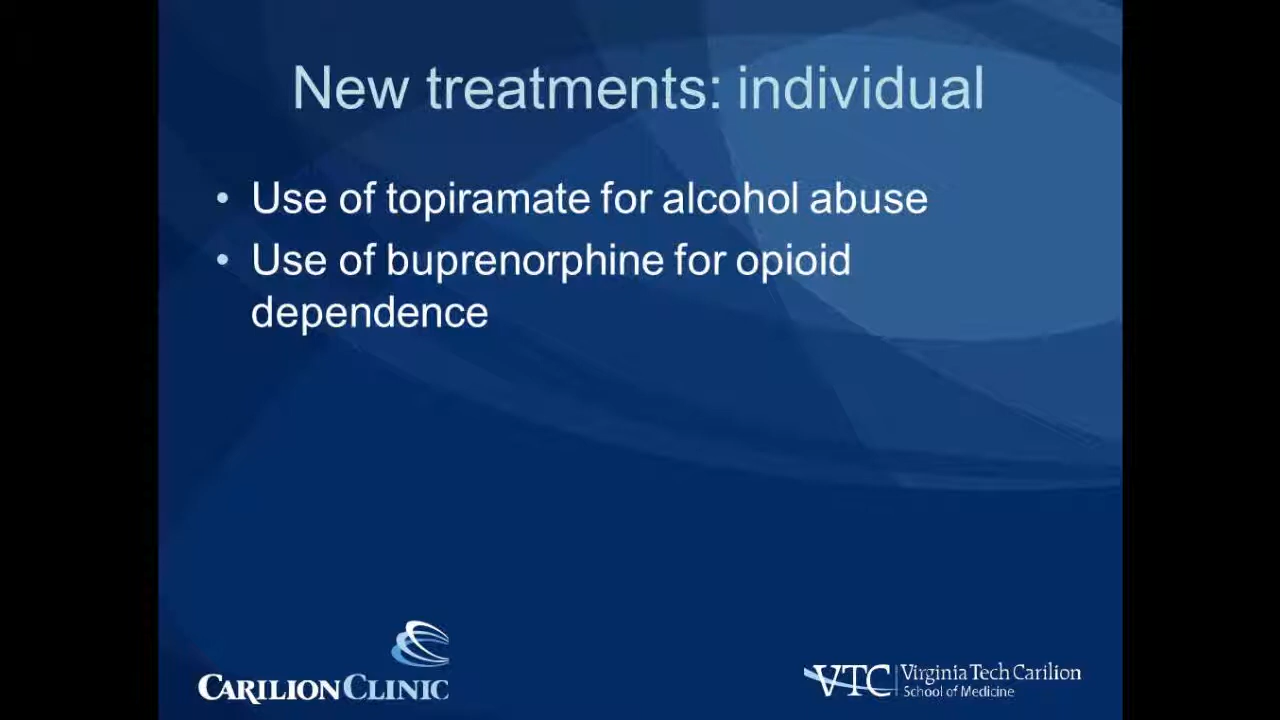 New treatments: individual
• Use of topiramate for alcohol abuse
• Use of buprenorphine for opioid
dependence
CARILION CLINIC
VTC Virginia Tech Carilion
School of Medicine